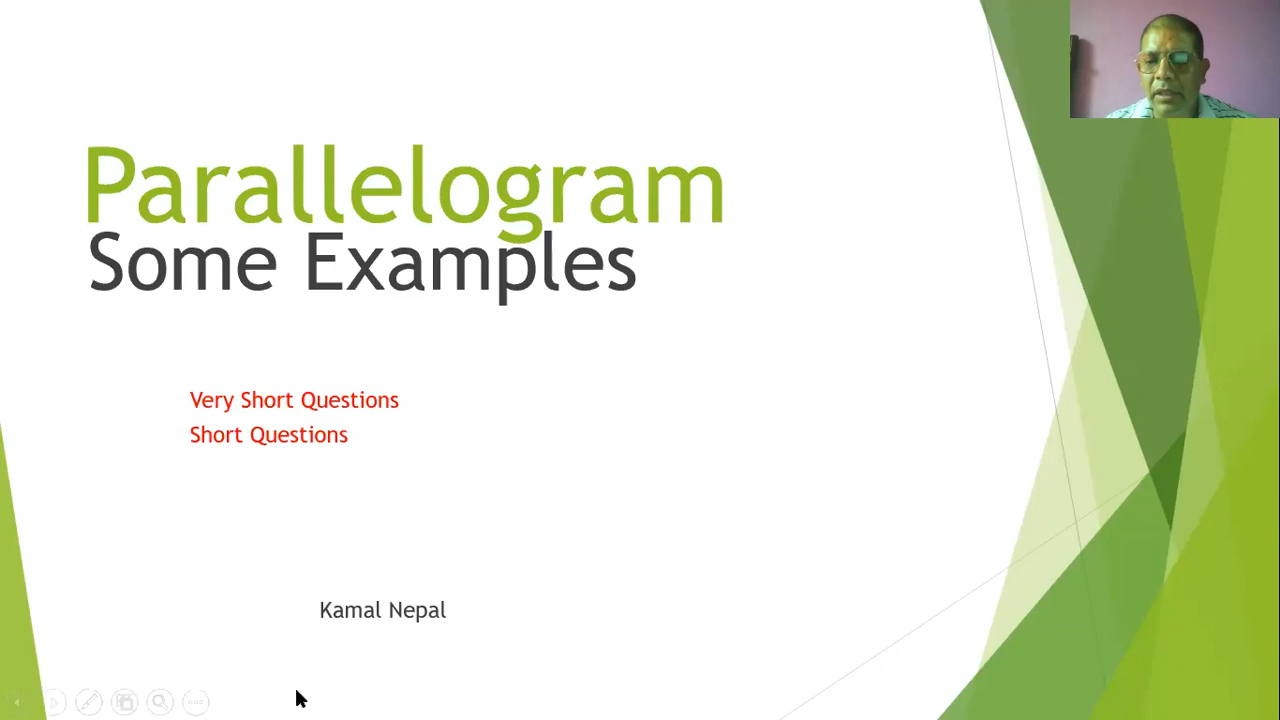 Parallelogram
Some Examples
Very Short Questions
Short Questions
Kamal Nepal